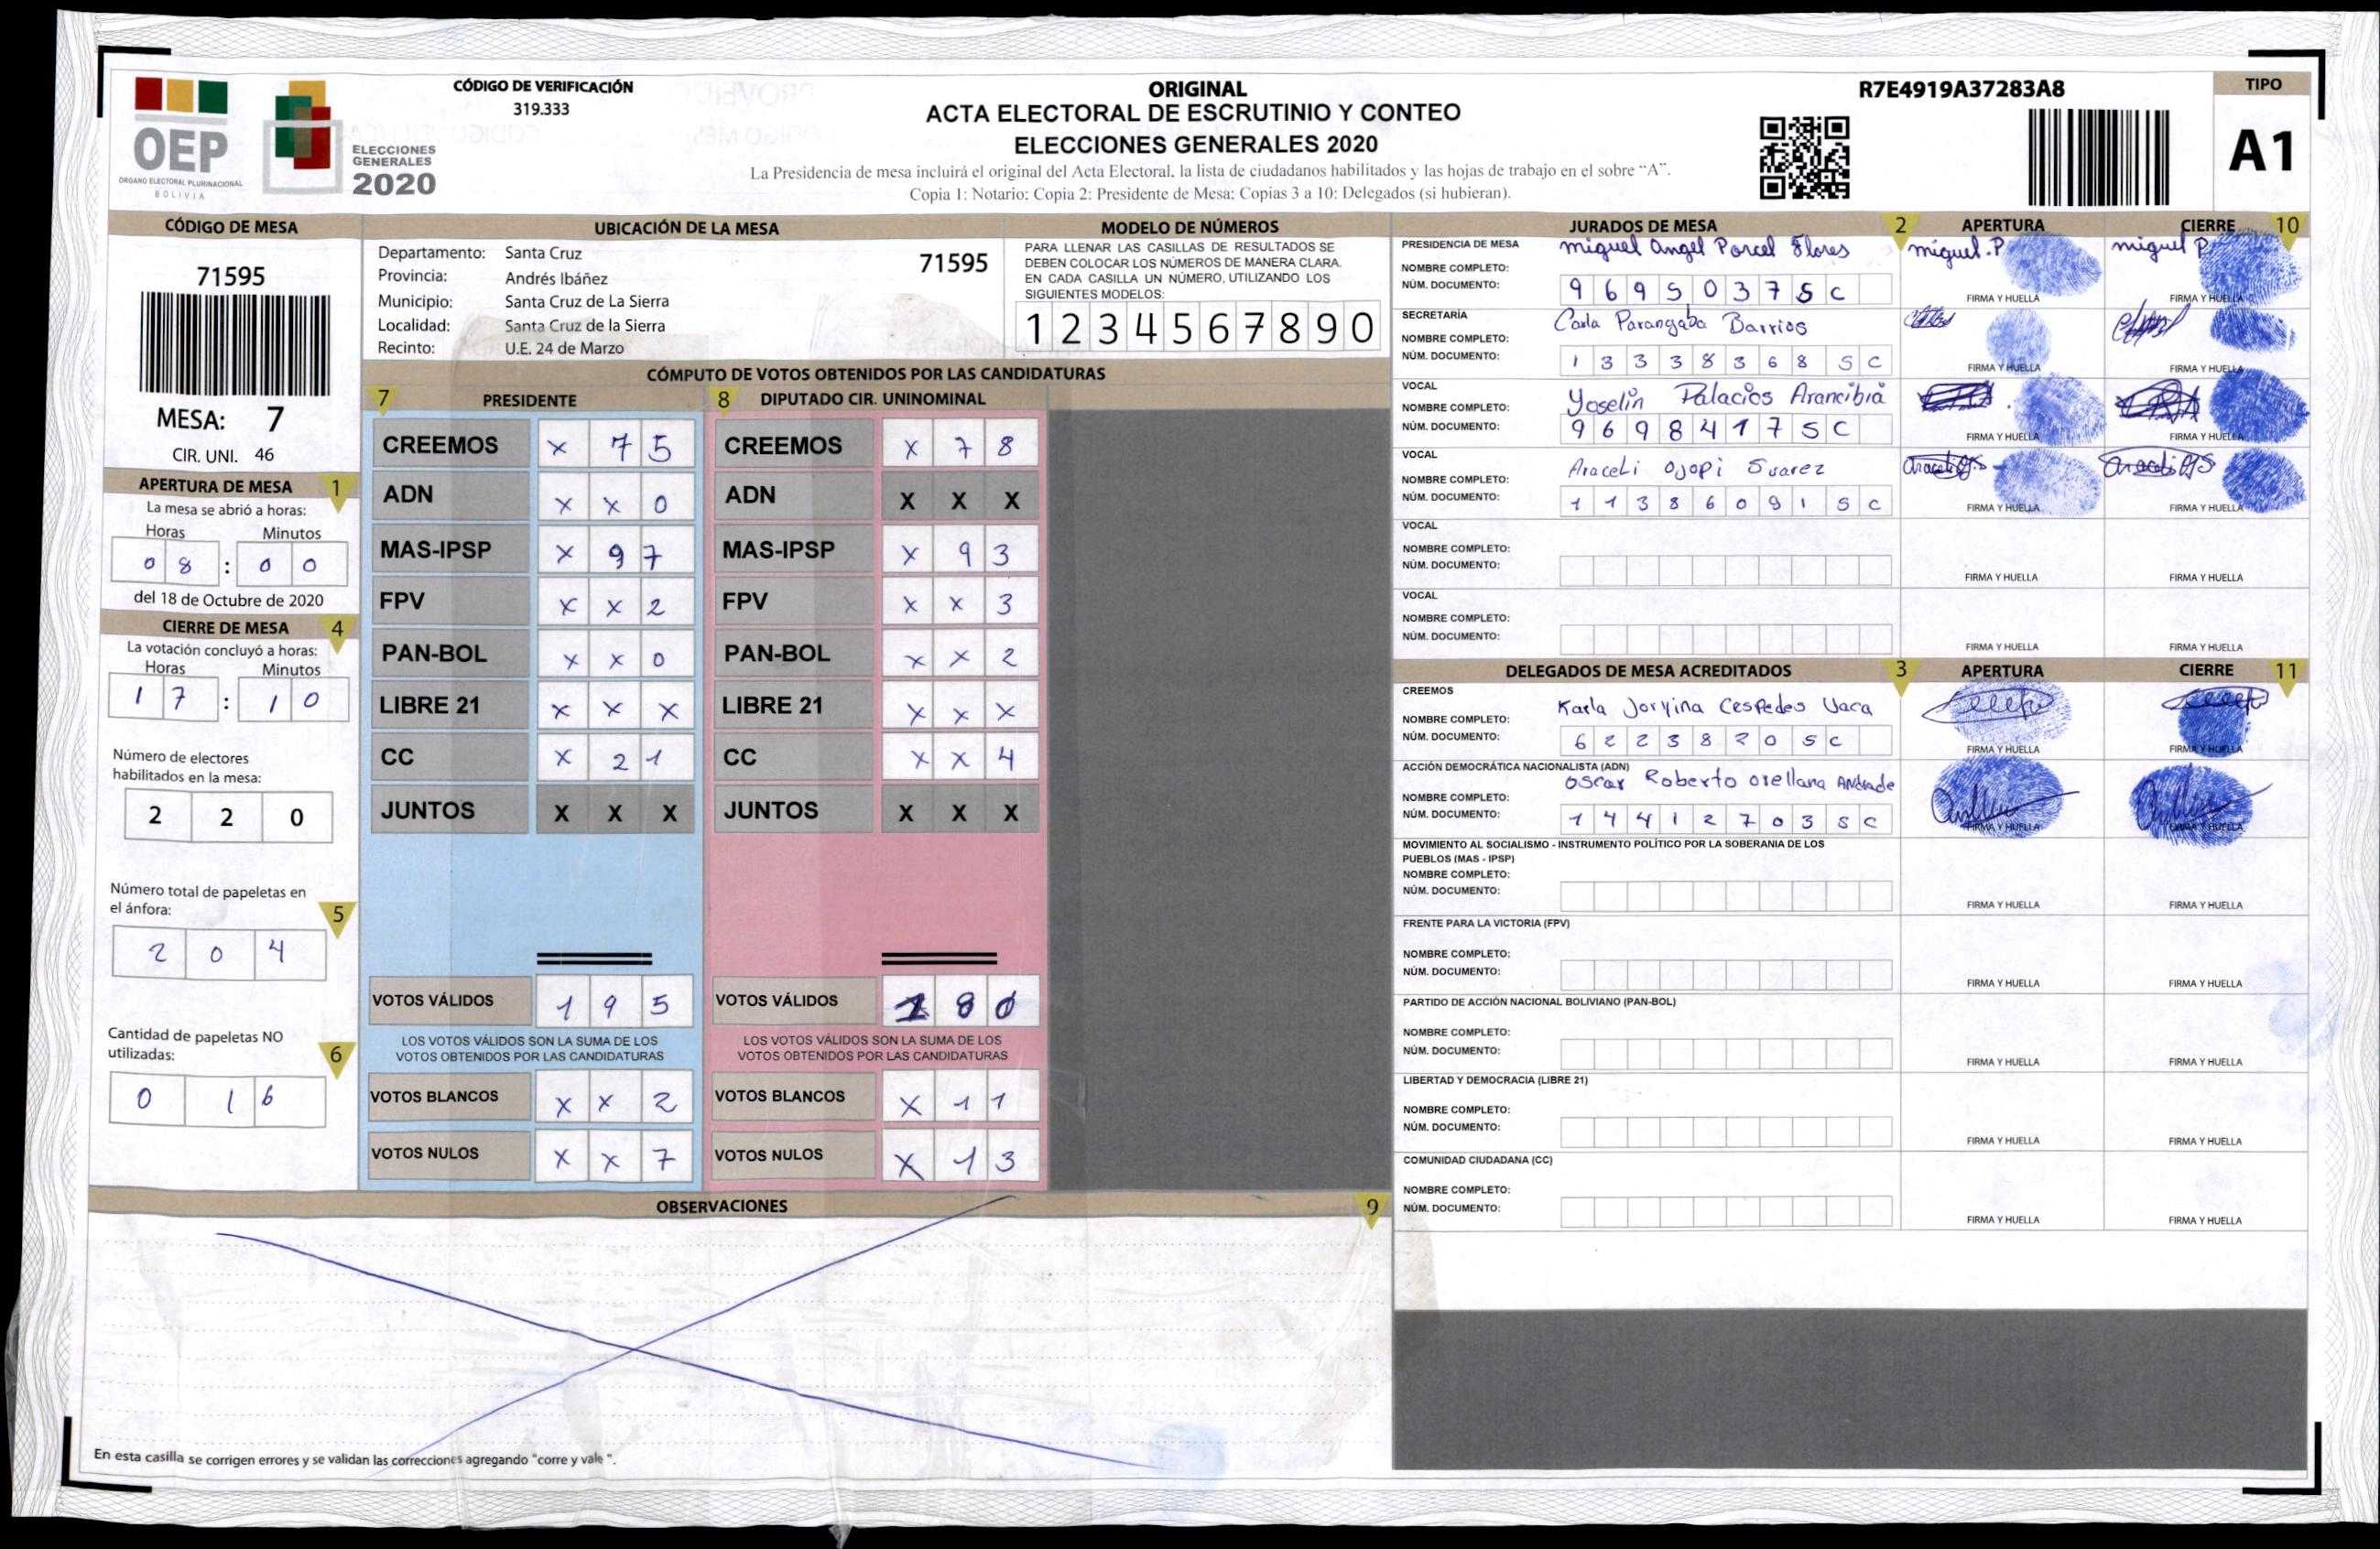 OEP
ÓRGANO ELECTORAL PLURINACIONAL
BOLIVIA
ELECCIONES
GENERALES
2020
CÓDIGO DE VERIFICACIÓN
319.333
ORIGINAL
ACTA ELECTORAL DE ESCRUTINIO Y CONTEO
ELECCIONES GENERALES 2020
La Presidencia de mesa incluirá el original del Acta Electoral, la lista de ciudadanos habilitados y las hojas de trabajo en el sobre "A".
Copia 1: Notario: Copia 2: Presidente de Mesa: Copias 3 a 10: Delegados (si hubieran).
R7E4919A37283A8
TIPO
A1
CÓDIGO DE MESA
71595
MESA: 7
CIR. UNI. 46
APERTURA DE MESA 1
La mesa se abrió a horas:
Horas Minutos
0 8 : 0 0
del 18 de Octubre de 2020
CIERRE DE MESA 4
La votación concluyó a horas:
Horas Minutos
1 7 : 1 0
Número de electores
habilitados en la mesa:
2 2 0
Número total de papeletas en
el ánfora: 5
2 0 4
Cantidad de papeletas NO
utilizadas: 6
0 1 6
UBICACIÓN DE LA MESA
Departamento: Santa Cruz
71595
Provincia: Andrés Ibáñez
Municipio: Santa Cruz de La Sierra
Localidad: Santa Cruz de la Sierra
Recinto: U.E. 24 de Marzo
MODELO DE NÚMEROS
PARA LLENAR LAS CASILLAS DE RESULTADOS SE
DEBEN COLOCAR LOS NÚMEROS DE MANERA CLARA.
EN CADA CASILLA UN NÚMERO, UTILIZANDO LOS
SIGUIENTES MODELOS:
1 2 3 4 5 6 7 8 9 0
CÓMPUTO DE VOTOS OBTENIDOS POR LAS CANDIDATURAS
7 PRESIDENTE 8 DIPUTADO CIR. UNINOMINAL
CREEMOS x 7 5 CREEMOS x 7 8
ADN x x 0 ADN X X X
MAS-IPSP x 9 7 MAS-IPSP x 9 3
FPV x x 2 FPV x x 3
PAN-BOL x x 0 PAN-BOL x x 2
LIBRE 21 x x x LIBRE 21 x x x
CC x 2 1 CC x x 4
JUNTOS X X X JUNTOS X X X
VOTOS VÁLIDOS 1 9 5 VOTOS VÁLIDOS 1 8 0
LOS VOTOS VÁLIDOS SON LA SUMA DE LOS LOS VOTOS VÁLIDOS SON LA SUMA DE LOS
VOTOS OBTENIDOS POR LAS CANDIDATURAS VOTOS OBTENIDOS POR LAS CANDIDATURAS
VOTOS BLANCOS x x 2 VOTOS BLANCOS x 1 1
VOTOS NULOS x x 7 VOTOS NULOS x 1 3
OBSERVACIONES 9
En esta casilla se corrigen errores y se validan las correcciones agregando "corre y vale ".
JURADOS DE MESA 2 APERTURA CIERRE 10
PRESIDENCIA DE MESA miguel Angel Porcel Flores miguel.P miguel P.
NOMBRE COMPLETO:
NÚM. DOCUMENTO: 9 6 9 5 0 3 7 S C FIRMA Y HUELLA FIRMA Y HUELLA
SECRETARÍA Carla Parangaba Barrios
NOMBRE COMPLETO:
NÚM. DOCUMENTO: 1 3 3 3 8 3 6 8 S C FIRMA Y HUELLA FIRMA Y HUELLA
VOCAL Yoselin Palacios Arancibia
NOMBRE COMPLETO:
NÚM. DOCUMENTO: 9 6 9 8 4 1 7 S C FIRMA Y HUELLA FIRMA Y HUELLA
VOCAL Araceli Ojopi Suarez
NOMBRE COMPLETO:
NÚM. DOCUMENTO: 1 1 3 8 6 0 9 1 S C FIRMA Y HUELLA FIRMA Y HUELLA
VOCAL
NOMBRE COMPLETO:
NÚM. DOCUMENTO: FIRMA Y HUELLA FIRMA Y HUELLA
VOCAL
NOMBRE COMPLETO:
NÚM. DOCUMENTO: FIRMA Y HUELLA FIRMA Y HUELLA
DELEGADOS DE MESA ACREDITADOS 3 APERTURA CIERRE 11
CREEMOS
NOMBRE COMPLETO: Karla Joryina Cespedes Vaca
NÚM. DOCUMENTO: 6 2 2 3 8 2 0 S C FIRMA Y HUELLA FIRMA Y HUELLA
ACCIÓN DEMOCRÁTICA NACIONALISTA (ADN)
NOMBRE COMPLETO: Oscar Roberto Orellana Andrade
NÚM. DOCUMENTO: 1 4 4 1 2 7 0 3 S C FIRMA Y HUELLA FIRMA Y HUELLA
MOVIMIENTO AL SOCIALISMO - INSTRUMENTO POLÍTICO POR LA SOBERANIA DE LOS
PUEBLOS (MAS - IPSP)
NOMBRE COMPLETO:
NÚM. DOCUMENTO: FIRMA Y HUELLA FIRMA Y HUELLA
FRENTE PARA LA VICTORIA (FPV)
NOMBRE COMPLETO:
NÚM. DOCUMENTO: FIRMA Y HUELLA FIRMA Y HUELLA
PARTIDO DE ACCIÓN NACIONAL BOLIVIANO (PAN-BOL)
NOMBRE COMPLETO:
NÚM. DOCUMENTO: FIRMA Y HUELLA FIRMA Y HUELLA
LIBERTAD Y DEMOCRACIA (LIBRE 21)
NOMBRE COMPLETO:
NÚM. DOCUMENTO: FIRMA Y HUELLA FIRMA Y HUELLA
COMUNIDAD CIUDADANA (CC)
NOMBRE COMPLETO:
NÚM. DOCUMENTO: FIRMA Y HUELLA FIRMA Y HUELLA